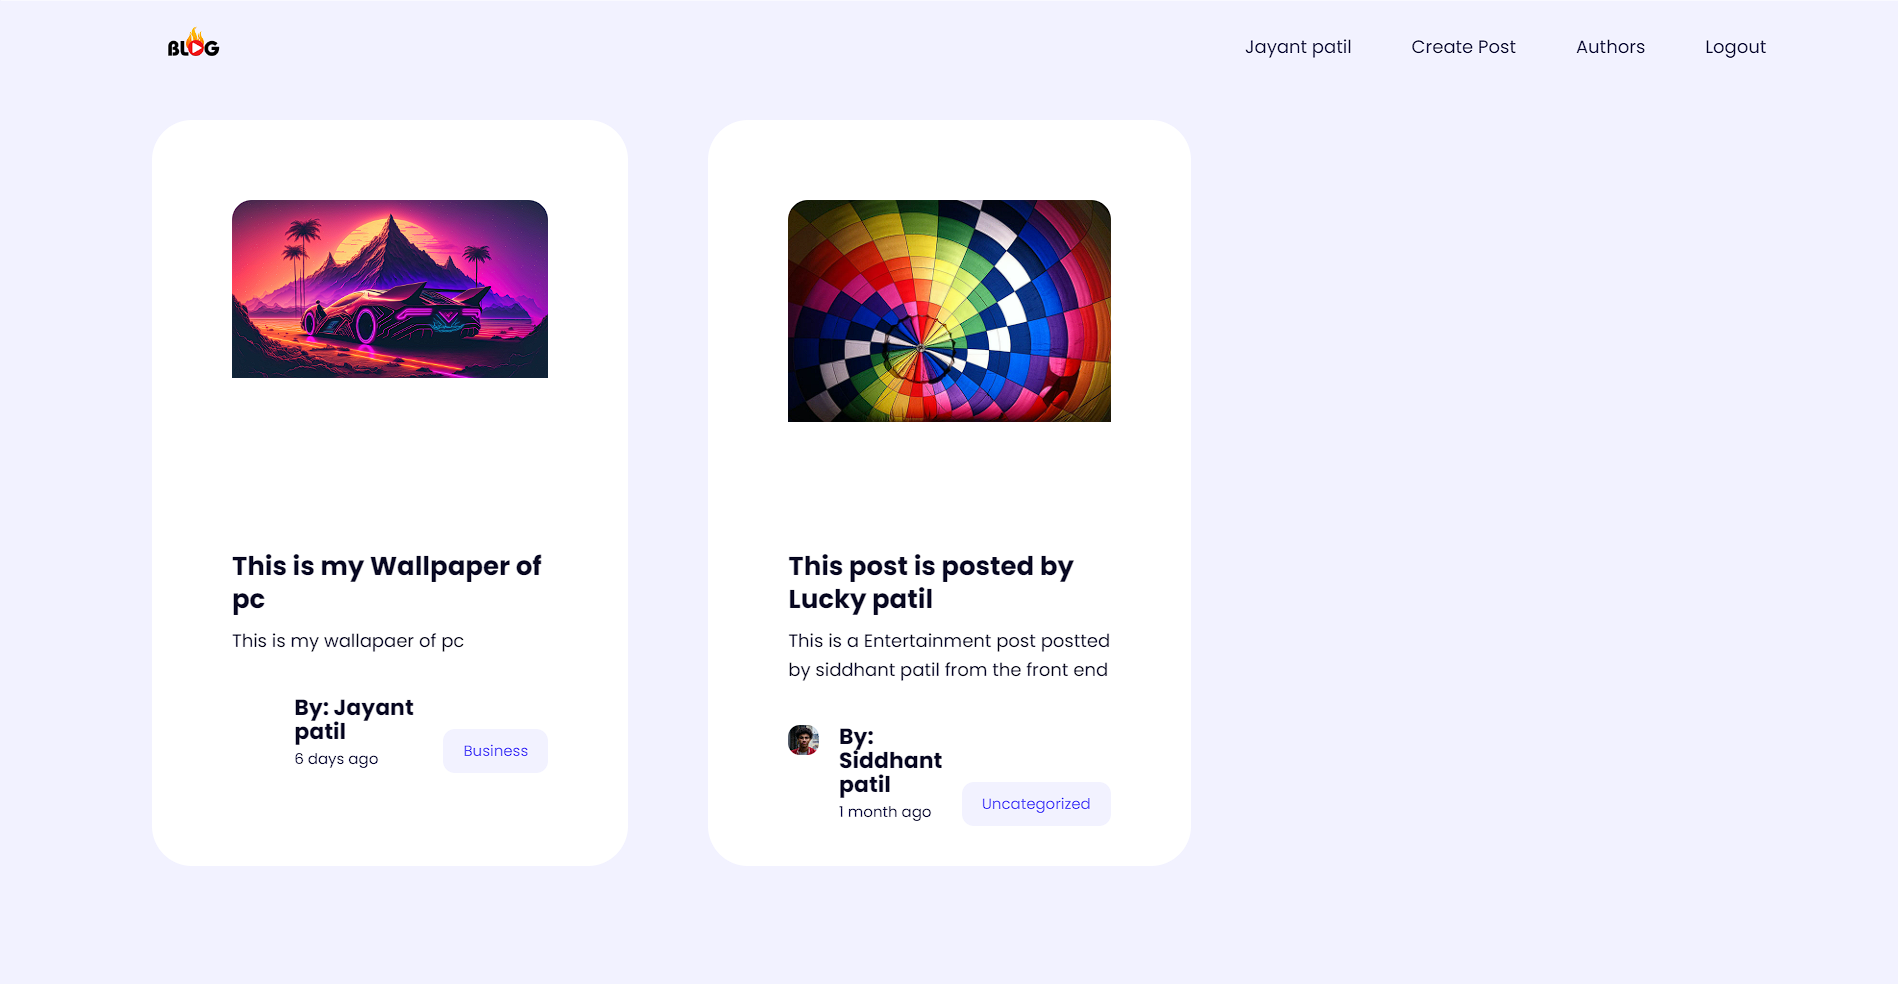 BLOG
Jayant patil Create Post Authors Logout
This is my Wallpaper of
pc
This is my wallapaer of pc
By: Jayant
patil
6 days ago
Business
This post is posted by
Lucky patil
This is a Entertainment post postted
by siddhant patil from the front end
By:
Siddhant
patil
1 month ago
Uncategorized